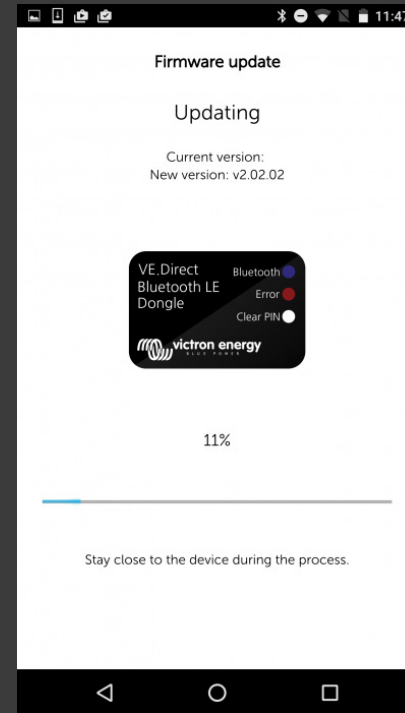 11:47
Firmware update
Updating
Current version:
New version: v2.02.02
VE.Direct
Bluetooth LE
Dongle
Bluetooth
Error
Clear PIN
victron energy
BLUE POWER
11%
Stay close to the device during the process.